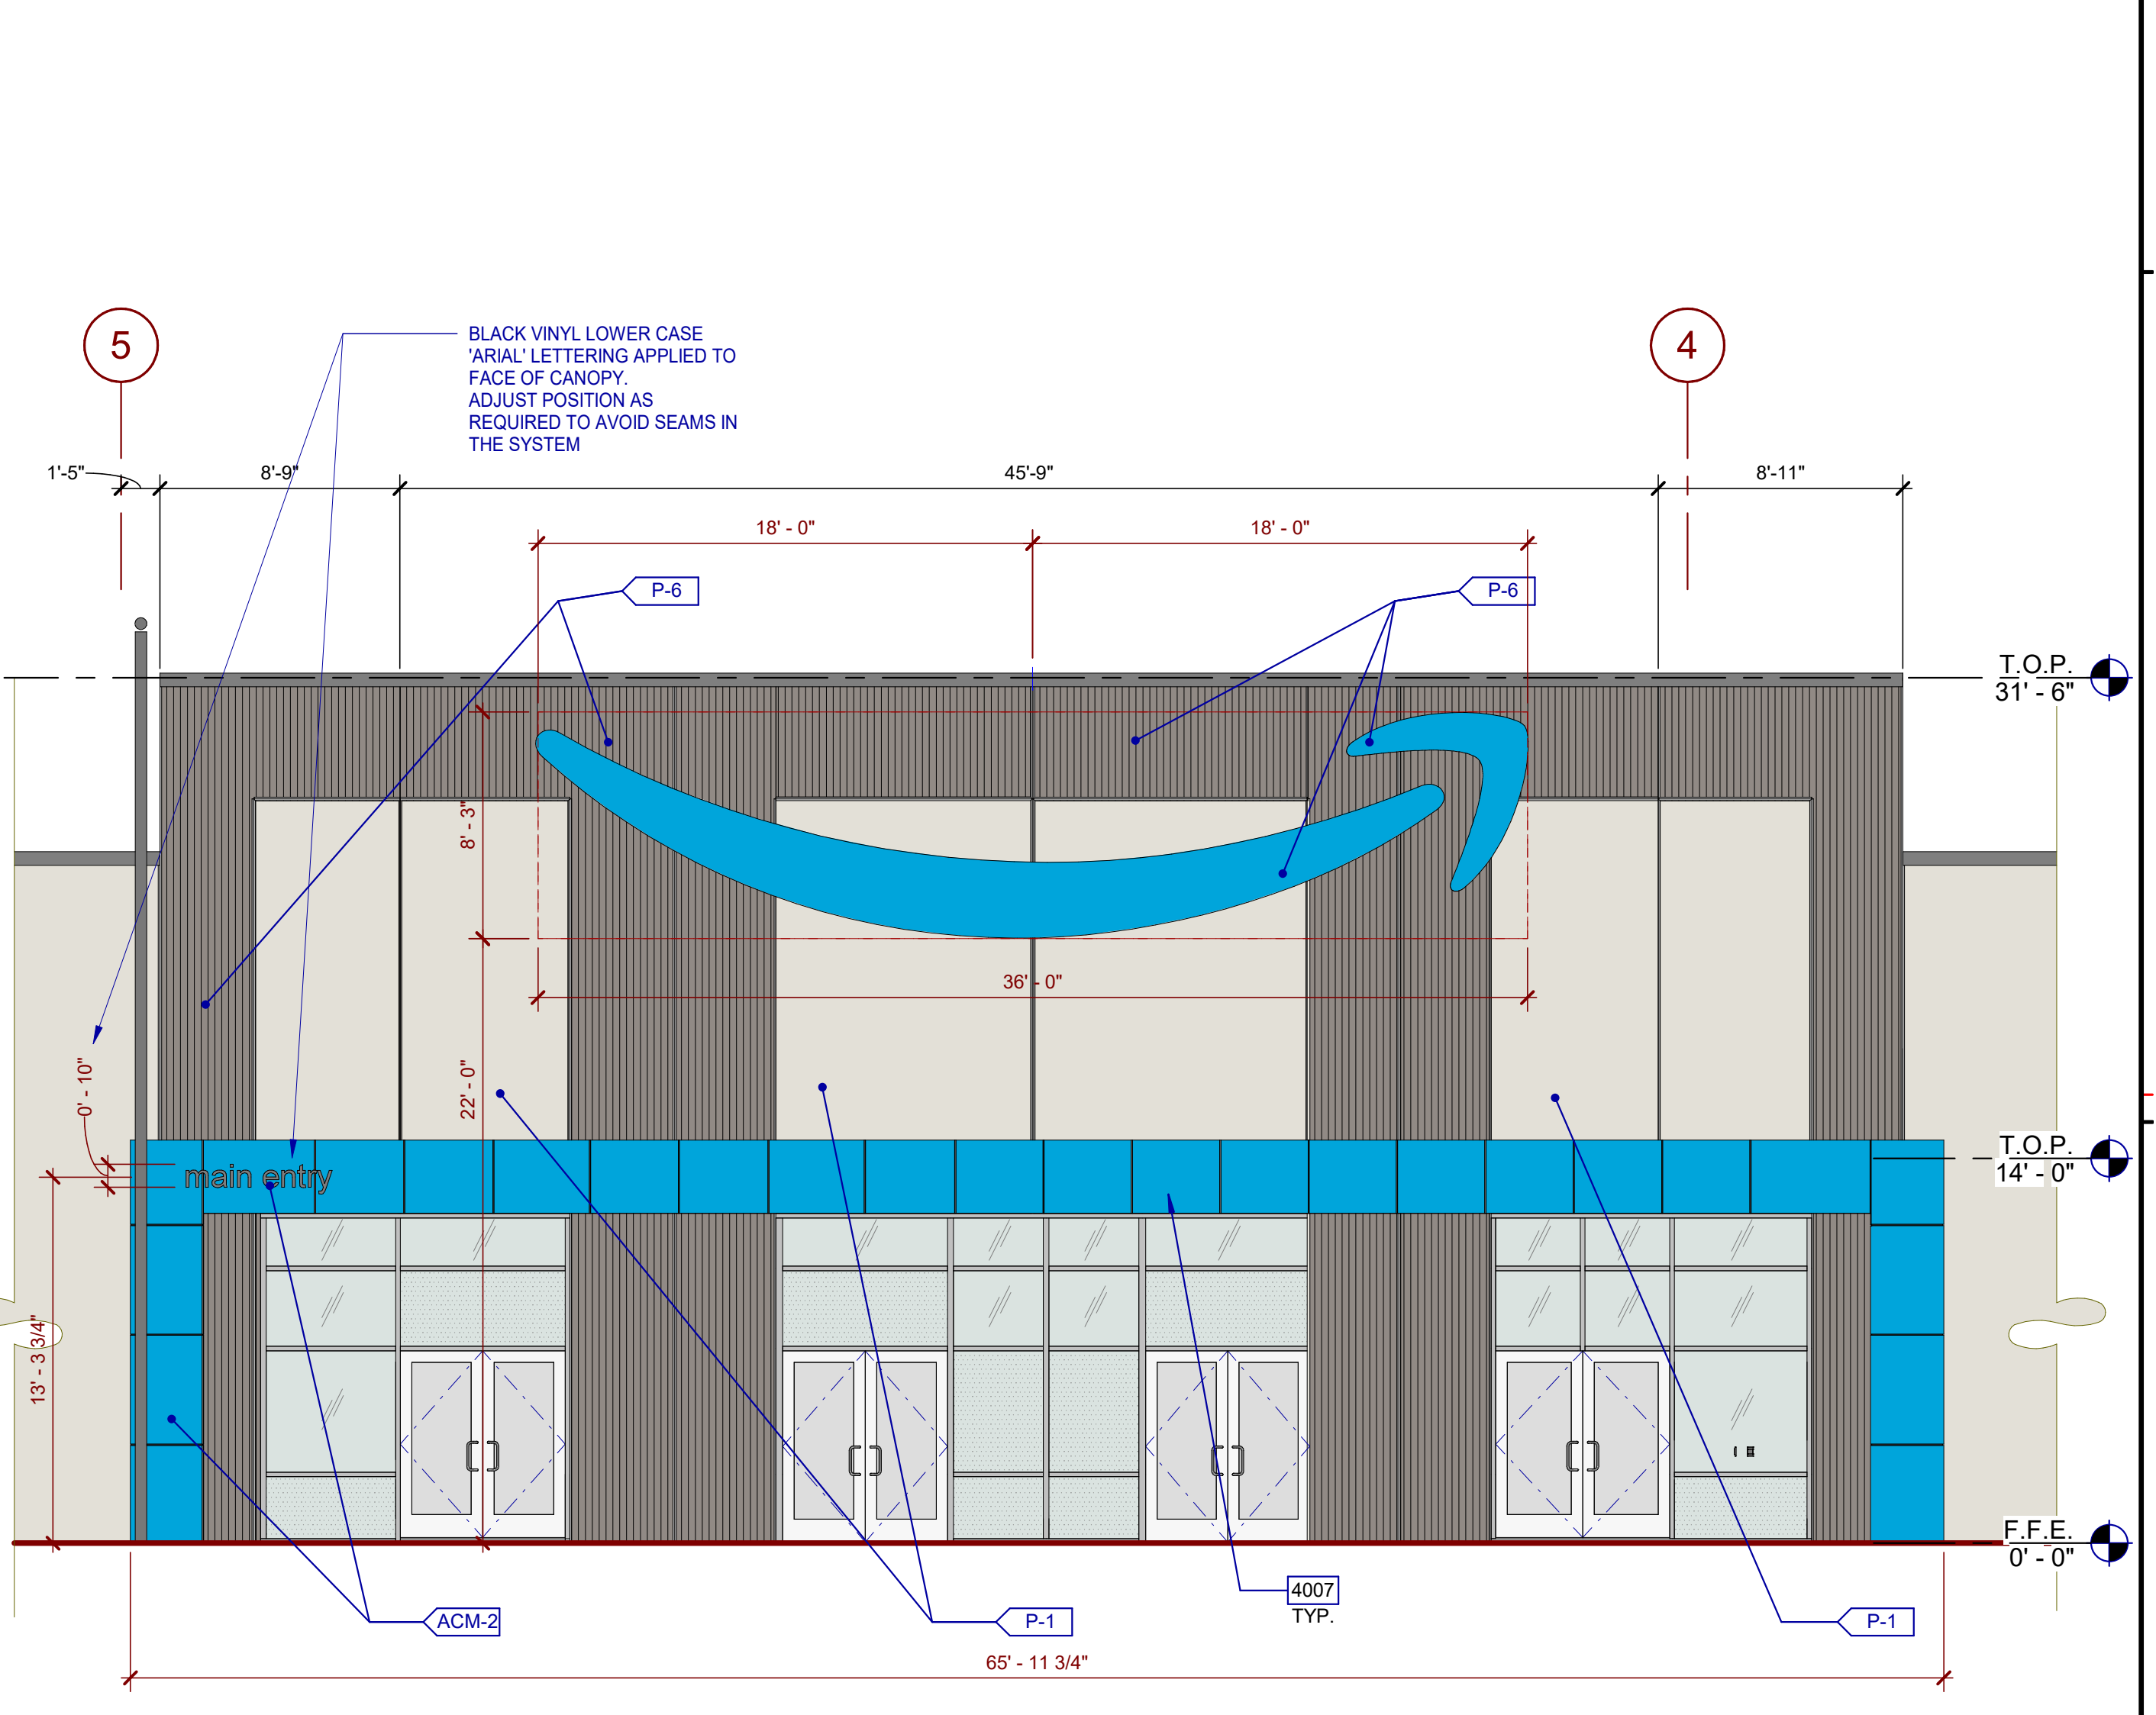 5
4
BLACK VINYL LOWER CASE
'ARIAL' LETTERING APPLIED TO
FACE OF CANOPY.
ADJUST POSITION AS
REQUIRED TO AVOID SEAMS IN
THE SYSTEM
1'-5"
8'-9"
45'-9"
8'-11"
18' - 0"
18' - 0"
P-6
P-6
T.O.P.
31' - 6"
8' - 3"
36' - 0"
22' - 0"
0' - 10"
T.O.P.
14' - 0"
main entry
13' - 3 3/4"
F.F.E.
0' - 0"
4007
TYP.
ACM-2
P-1
P-1
65' - 11 3/4"